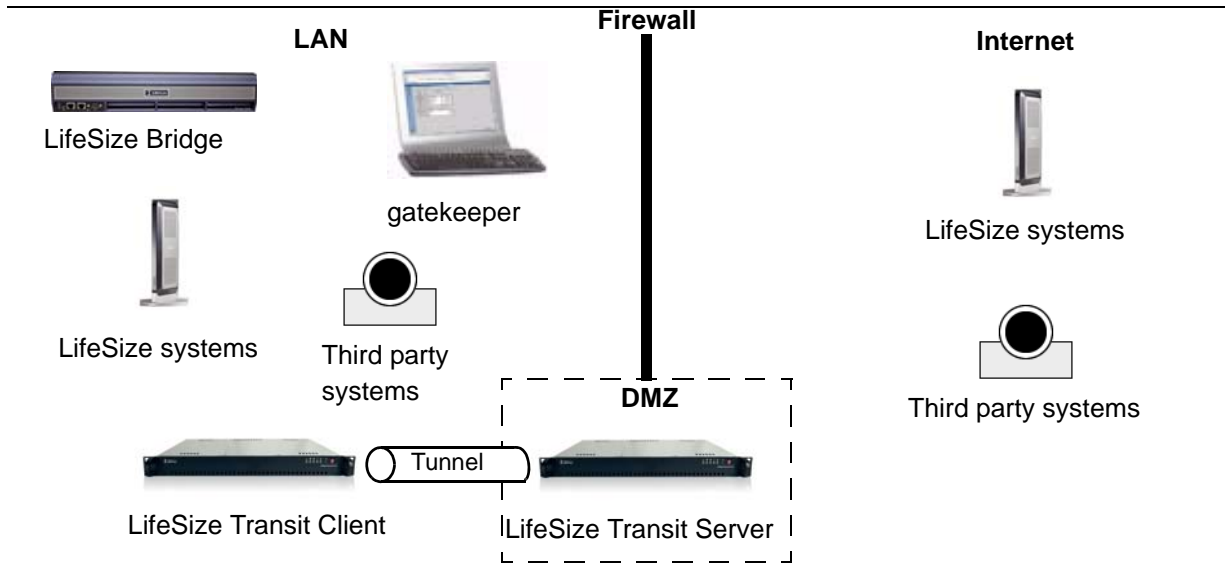 Firewall
LAN
Internet
LifeSize Bridge
gatekeeper
LifeSize systems
LifeSize systems
Third party
systems
Third party systems
DMZ
Tunnel
LifeSize Transit Client
LifeSize Transit Server